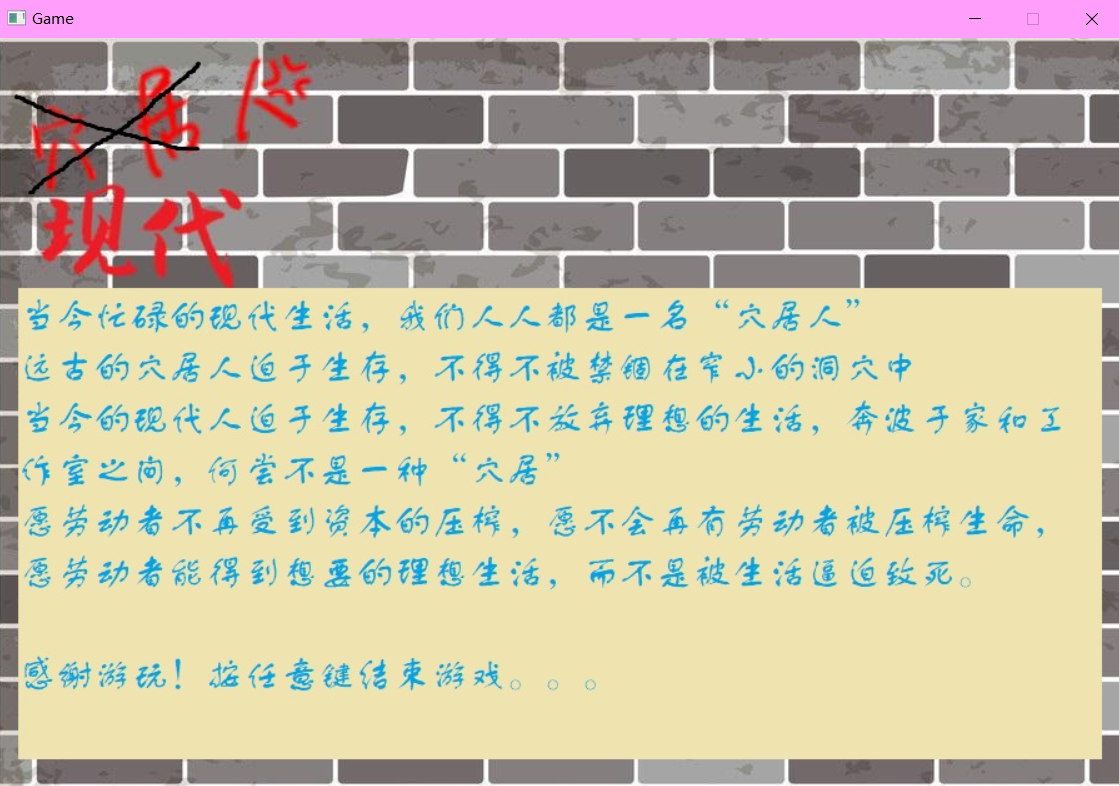 Game
穴居人
现代
当今忙碌的现代生活，我们人人都是一名“穴居人”
远古的穴居人迫于生存，不得不被禁锢在窄小的洞穴中
当今的现代人迫于生存，不得不放弃理想的生活，奔波于家和工
作室之间，何尝不是一种“穴居”
愿劳动者不再受到资本的压榨，愿不会再有劳动者被压榨生命，
愿劳动者能得到想要的理想生活，而不是被生活逼迫致死。
感谢游玩！按任意键结束游戏。。。